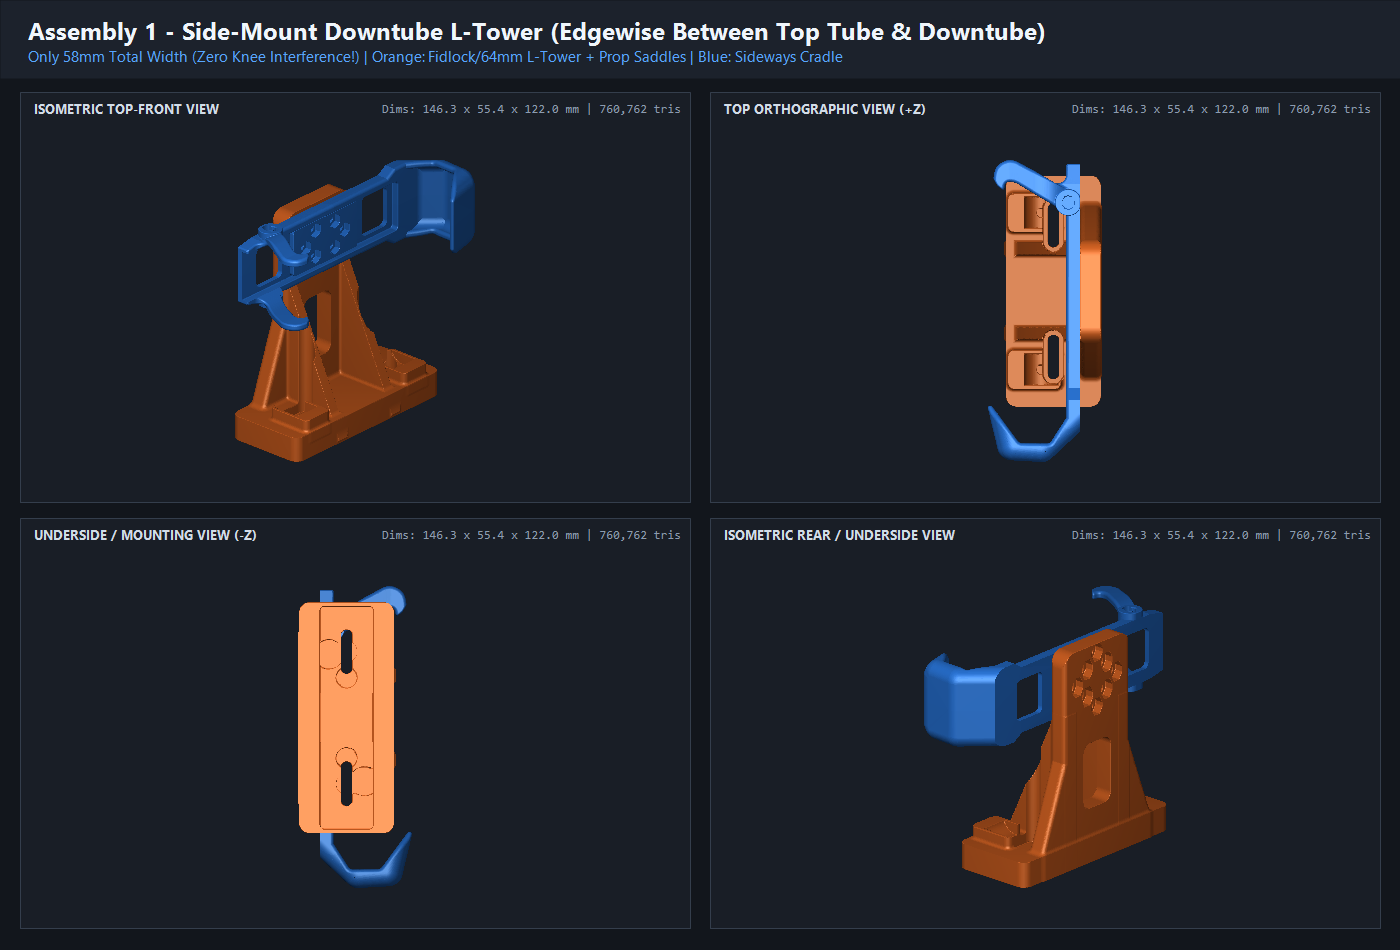 Assembly 1 - Side-Mount Downtube L-Tower (Edgewise Between Top Tube & Downtube)
Only 58mm Total Width (Zero Knee Interference!) | Orange: Fidlock/64mm L-Tower + Prop Saddles | Blue: Sideways Cradle
ISOMETRIC TOP-FRONT VIEW
Dims: 146.3 x 55.4 x 122.0 mm | 760,762 tris
TOP ORTHOGRAPHIC VIEW (+Z)
Dims: 146.3 x 55.4 x 122.0 mm | 760,762 tris
UNDERSIDE / MOUNTING VIEW (-Z)
Dims: 146.3 x 55.4 x 122.0 mm | 760,762 tris
ISOMETRIC REAR / UNDERSIDE VIEW
Dims: 146.3 x 55.4 x 122.0 mm | 760,762 tris